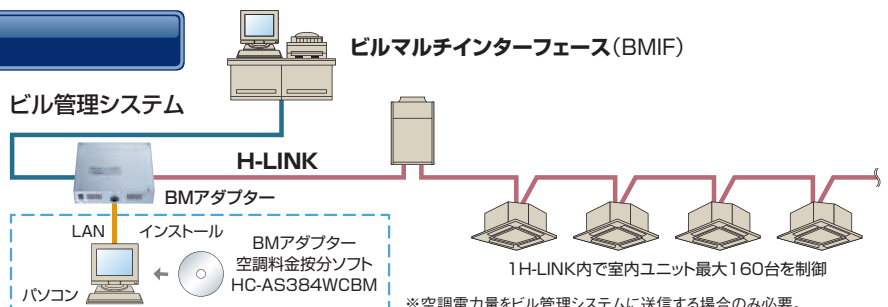 ビルマルチインターフェース(BMIF)
ビル管理システム
H-LINK
BMアダプター
LAN
インストール
BMアダプター
空調料金按分ソフト
HC-AS384WCBM
パソコン
1H-LINK内で室内ユニット最大160台を制御
※空調電力量をビル管理システムに送信する場合のみ必要。